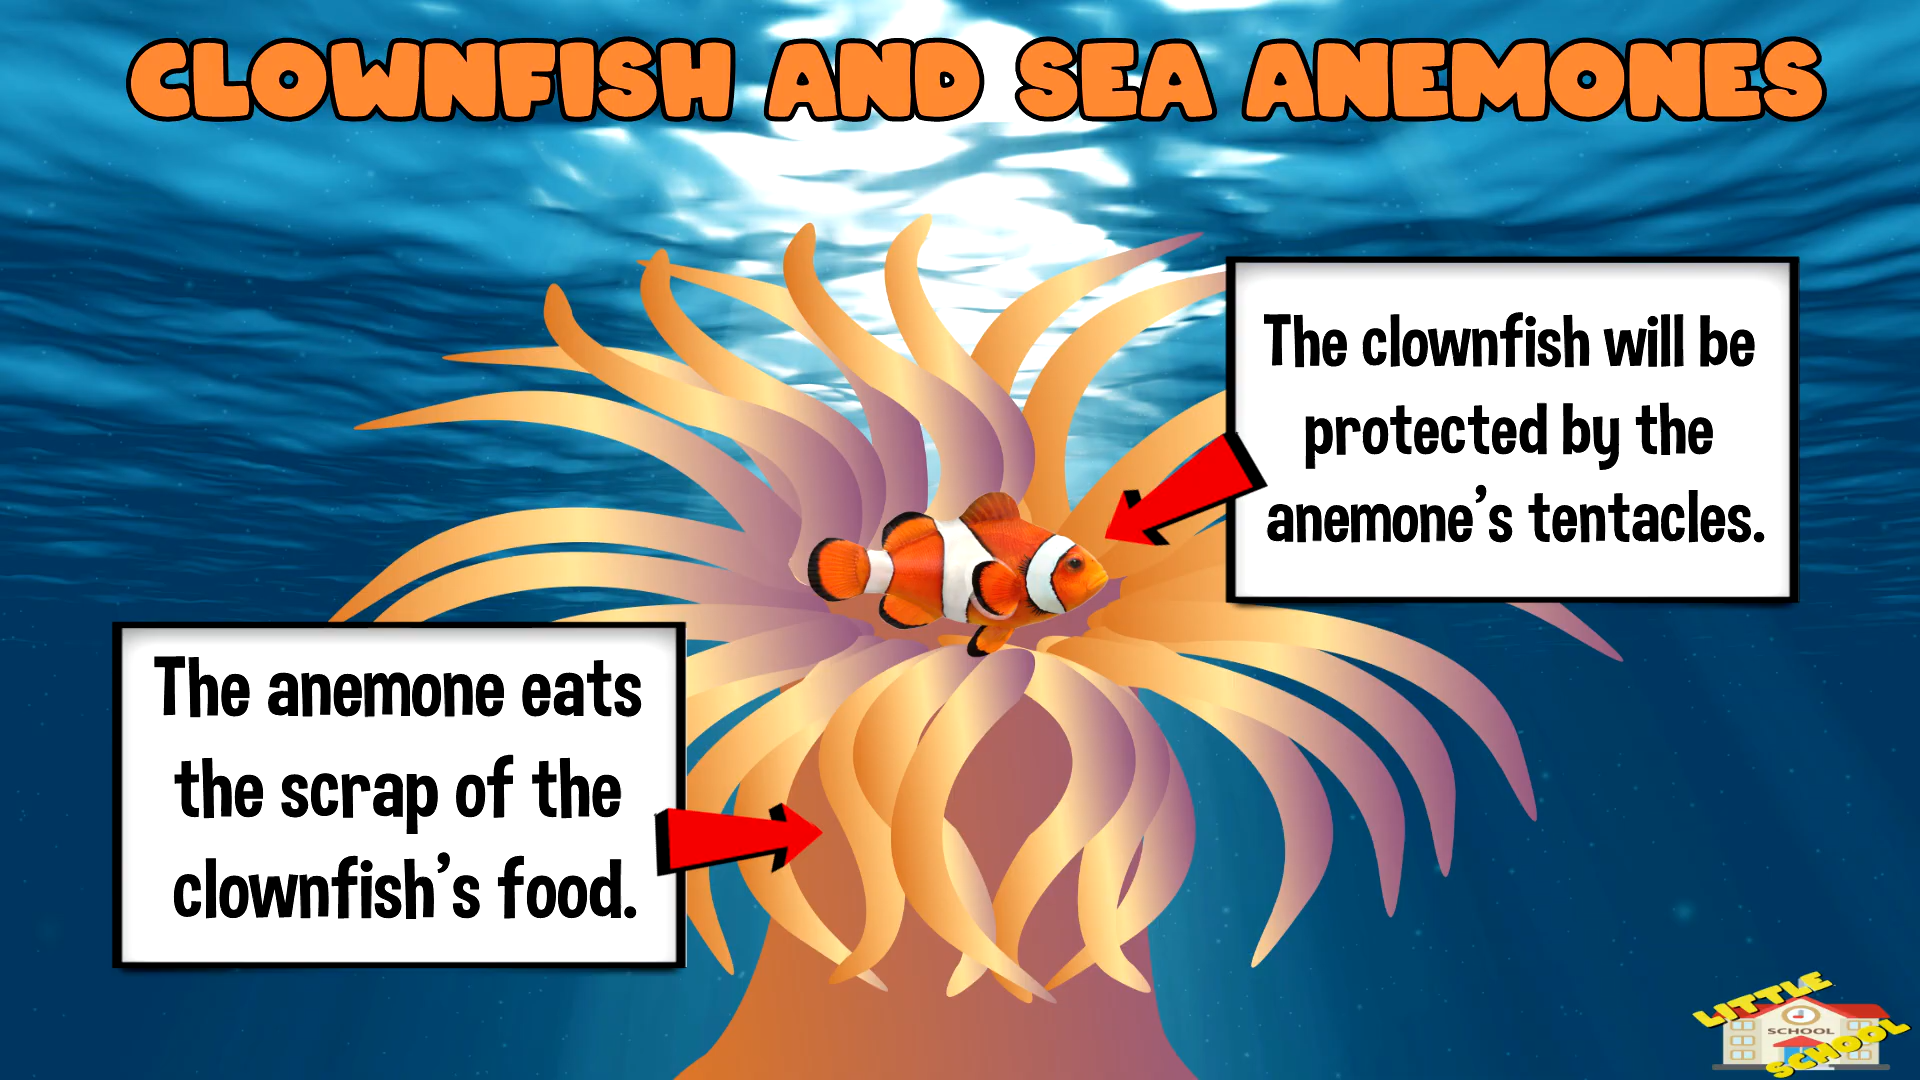 CLOWNFISH AND SEA ANEMONES
The clownfish will be
protected by the
anemone's tentacles.
The anemone eats
the scrap of the
clownfish's food.
LITTLE
SCHOOL
SCHOOL